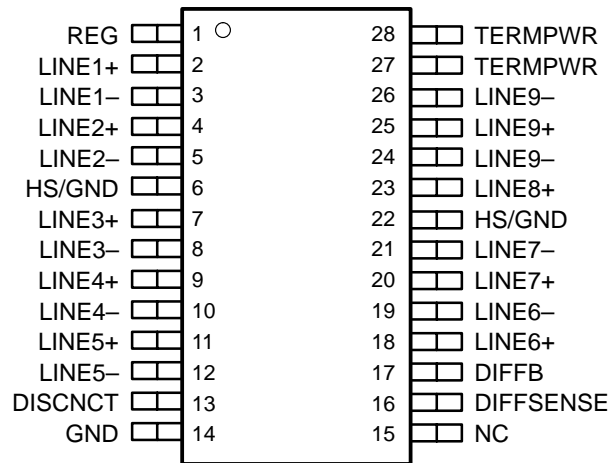 REG 1 28 TERMPWR
LINE1+ 2 27 TERMPWR
LINE1– 3 26 LINE9–
LINE2+ 4 25 LINE9+
LINE2– 5 24 LINE9–
HS/GND 6 23 LINE8+
LINE3+ 7 22 HS/GND
LINE3– 8 21 LINE7–
LINE4+ 9 20 LINE7+
LINE4– 10 19 LINE6–
LINE5+ 11 18 LINE6+
LINE5– 12 17 DIFFB
DISCNCT 13 16 DIFFSENSE
GND 14 15 NC